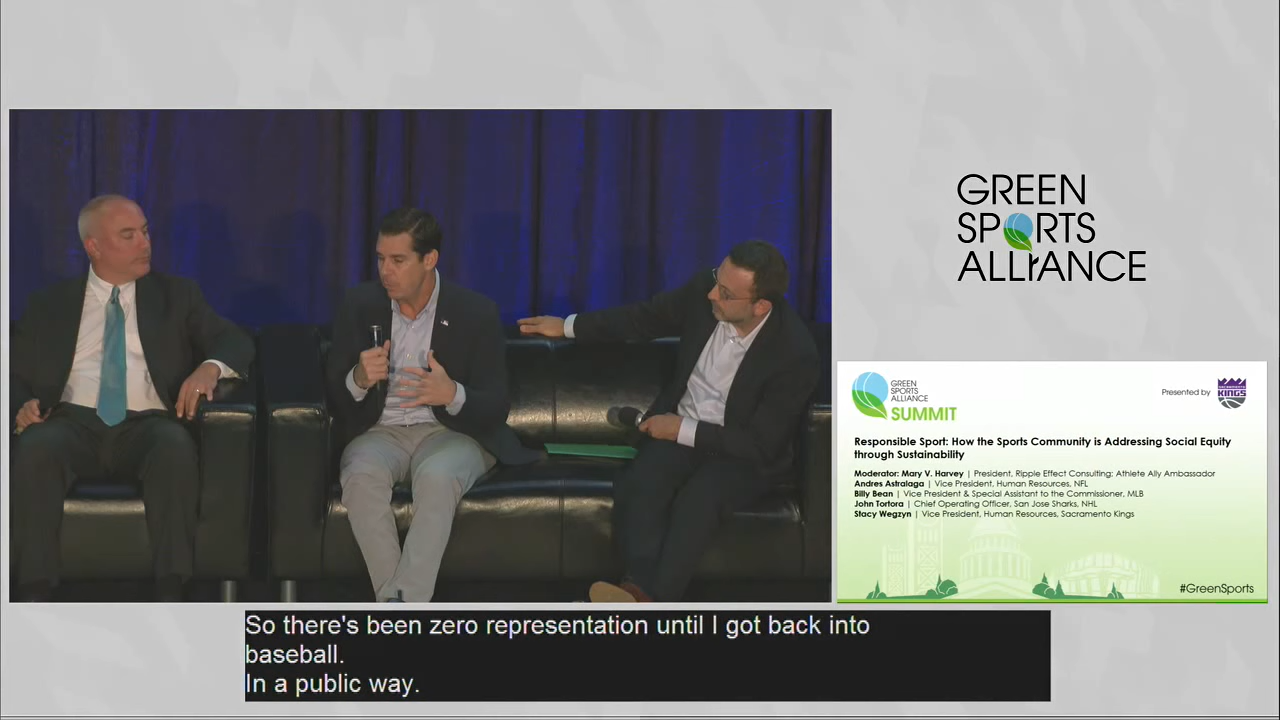 GREEN
SPORTS
ALLIANCE
GREEN
SPORTS
ALLIANCE
SUMMIT
Presented by
SACRAMENTO
KINGS
Responsible Sport: How the Sports Community is Addressing Social Equity
through Sustainability
Moderator: Mary V. Harvey | President, Ripple Effect Consulting; Athlete Ally Ambassador
Andres Astralaga | Vice President, Human Resources, NFL
Billy Bean | Vice President & Special Assistant to the Commissioner, MLB
John Tortora | Chief Operating Officer, San Jose Sharks, NHL
Stacy Wegzyn | Vice President, Human Resources, Sacramento Kings
#GreenSports
So there's been zero representation until I got back into
baseball.
In a public way.